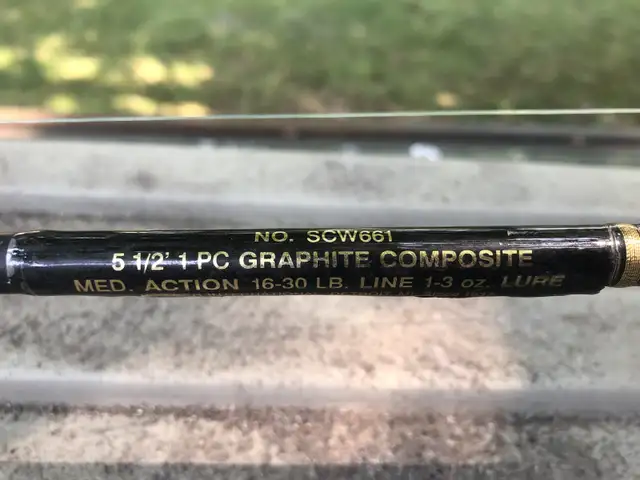 NO. SCW661
5 1/2' 1 PC GRAPHITE COMPOSITE
MED. ACTION 16-30 LB. LINE 1-3 oz. LURE